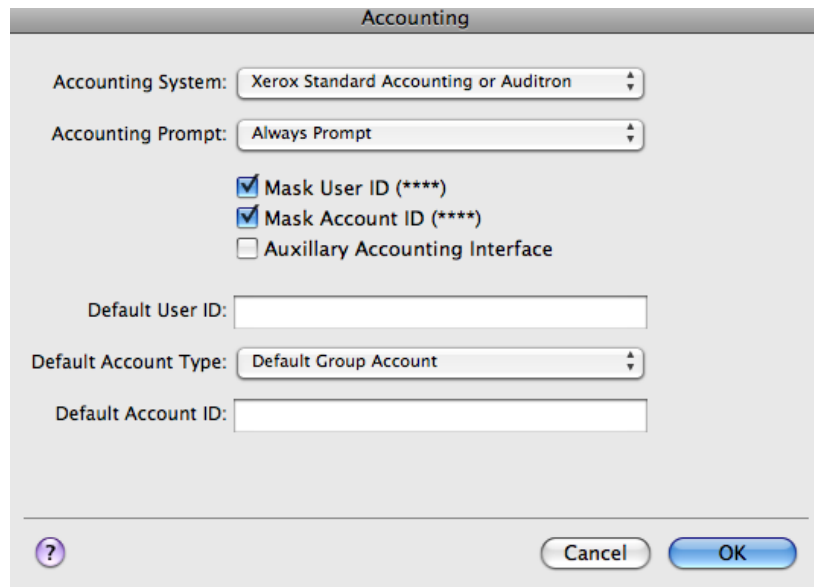 Accounting
Accounting System: Xerox Standard Accounting or Auditron
Accounting Prompt: Always Prompt
Mask User ID (****)
Mask Account ID (****)
Auxillary Accounting Interface
Default User ID:
Default Account Type: Default Group Account
Default Account ID:
? Cancel OK